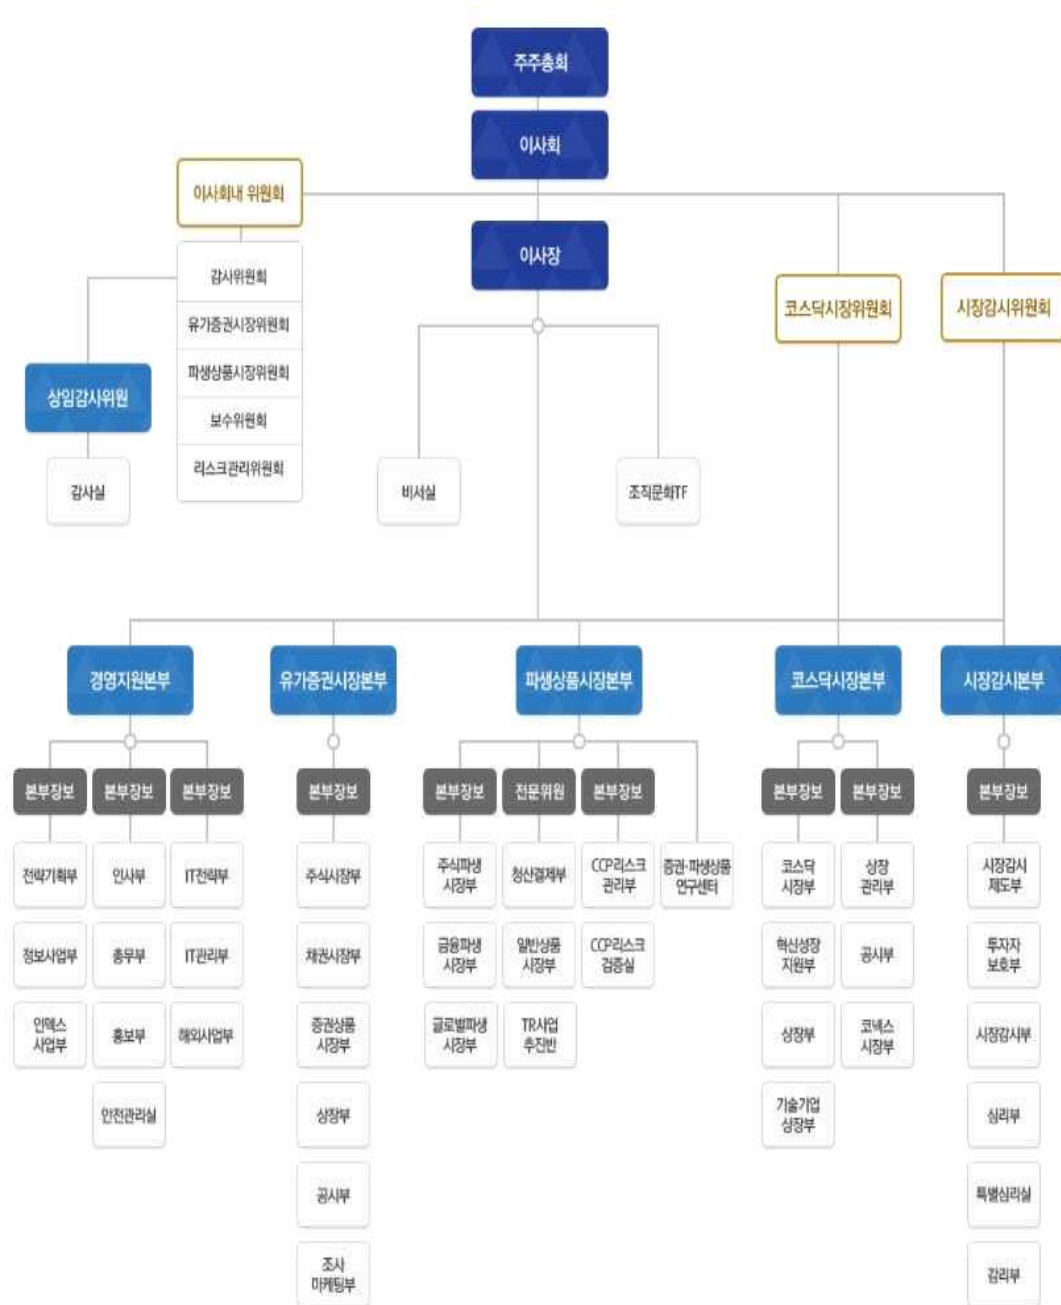 주주총회
이사회
이사회내 위원회
이사장
감사위원회
코스닥시장위원회
시장감시위원회
유가증권시장위원회
파생상품시장위원회
상임감사위원
보수위원회
리스크관리위원회
감사실
비서실
조직문화TF
경영지원본부
유가증권시장본부
파생상품시장본부
코스닥시장본부
시장감시본부
본부장보
본부장보
본부장보
본부장보
본부장보
전문위원
본부장보
본부장보
본부장보
본부장보
전략기획부
정보사업부
인덱스
사업부
인사부
총무부
홍보부
안전관리실
IT전략부
IT관리부
해외사업부
주식시장부
채권시장부
증권상품
시장부
상장부
공시부
조사
마케팅부
주식파생
시장부
금융파생
시장부
글로벌파생
시장부
청산결제부
일반상품
시장부
TR사업
추진반
CCP리스크
관리부
CCP리스크
검증실
증권·파생상품
연구센터
코스닥
시장부
혁신성장
지원부
상장부
기술기업
상장부
상장
관리부
공시부
코넥스
시장부
시장감시
제도부
투자자
보호부
시장감시부
심리부
특별심리실
감리부